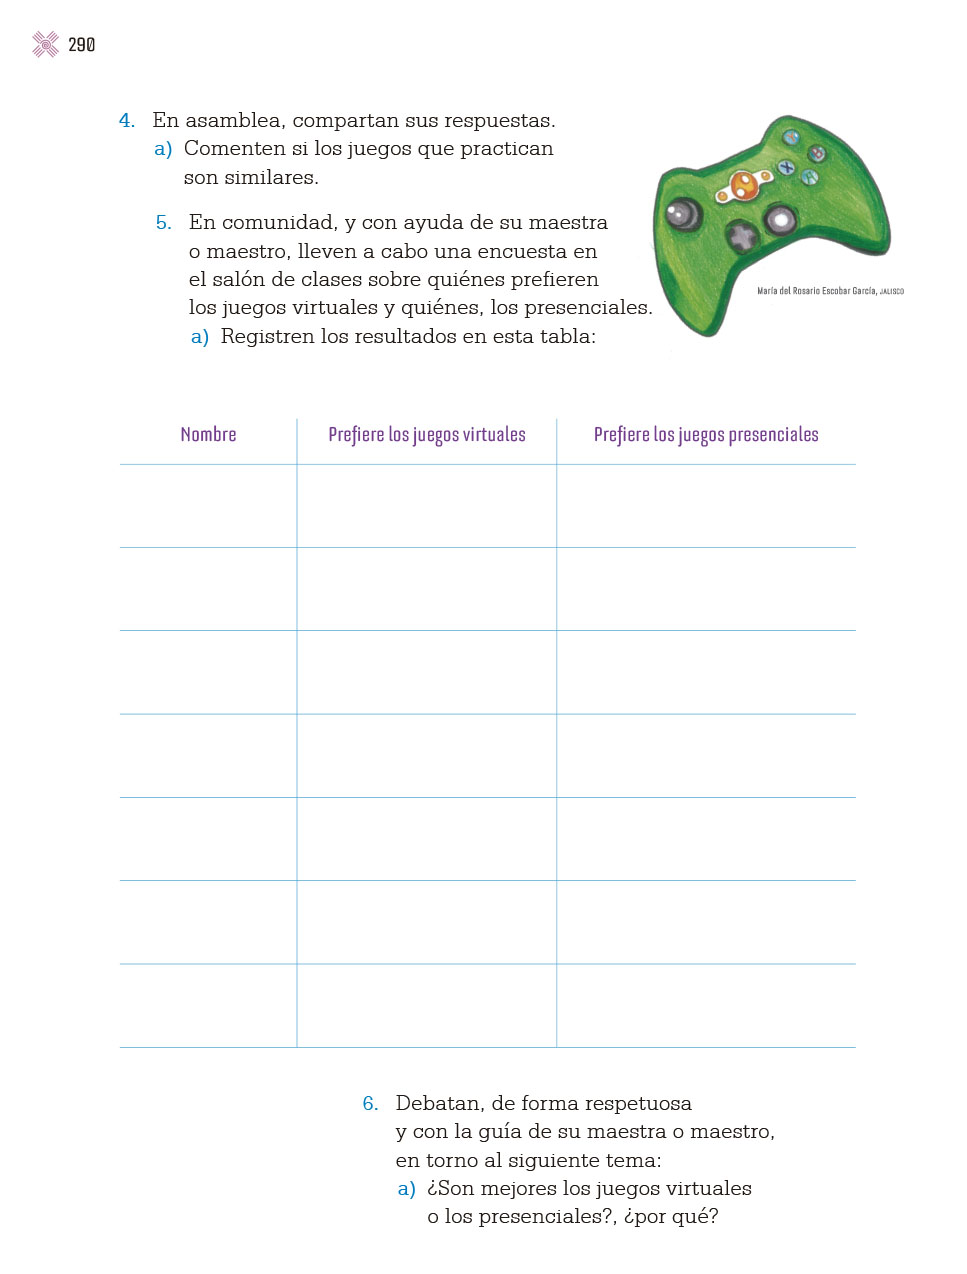 290
4. En asamblea, compartan sus respuestas.
a) Comenten si los juegos que practican
son similares.
5. En comunidad, y con ayuda de su maestra
o maestro, lleven a cabo una encuesta en
el salón de clases sobre quiénes prefieren
los juegos virtuales y quiénes, los presenciales.
a) Registren los resultados en esta tabla:
María del Rosario Escobar García, JALISCO
Nombre Prefiere los juegos virtuales Prefiere los juegos presenciales
6. Debatan, de forma respetuosa
y con la guía de su maestra o maestro,
en torno al siguiente tema:
a) ¿Son mejores los juegos virtuales
o los presenciales?, ¿por qué?